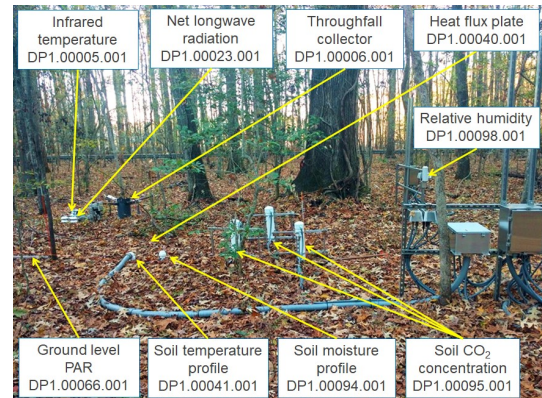 Infrared
temperature
DP1.00005.001
Net longwave
radiation
DP1.00023.001
Throughfall
collector
DP1.00006.001
Heat flux plate
DP1.00040.001
Relative humidity
DP1.00098.001
Ground level
PAR
DP1.00066.001
Soil temperature
profile
DP1.00041.001
Soil moisture
profile
DP1.00094.001
Soil CO₂
concentration
DP1.00095.001